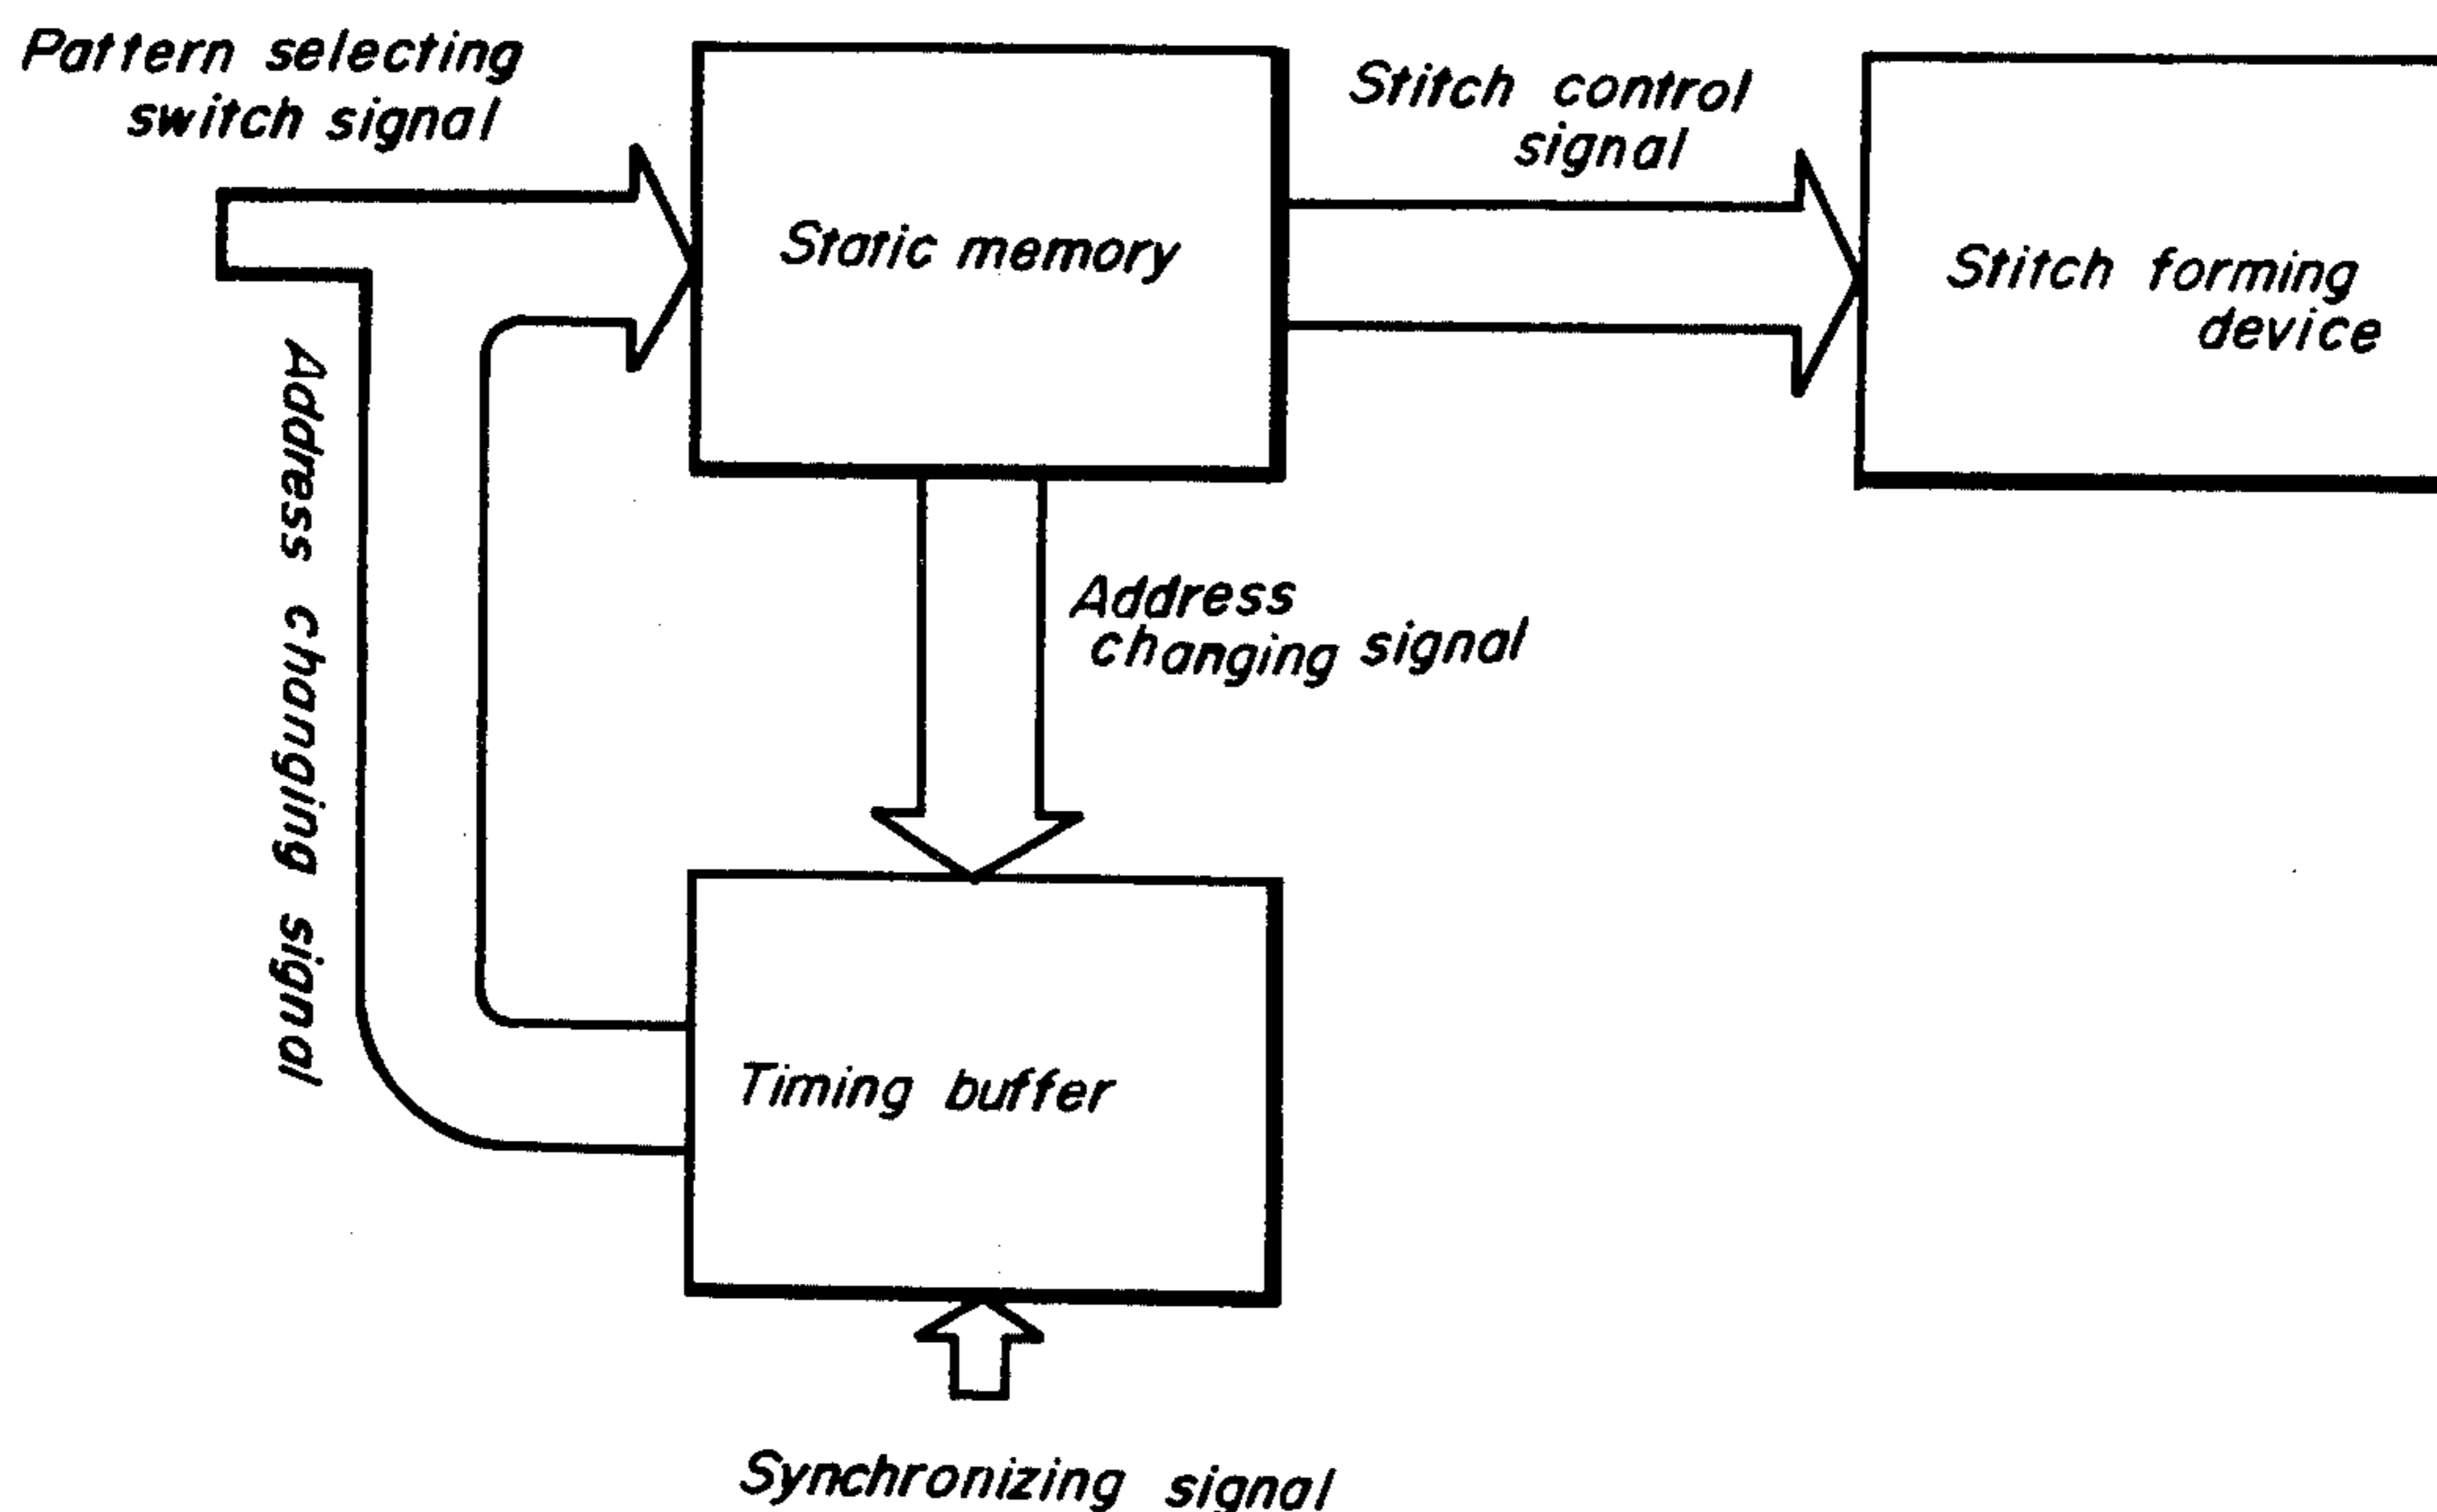 Pattern selecting
switch signal
Static memory
Stitch control
signal
Stitch forming
device
Address changing signal
Address
changing signal
Timing buffer
Synchronizing signal